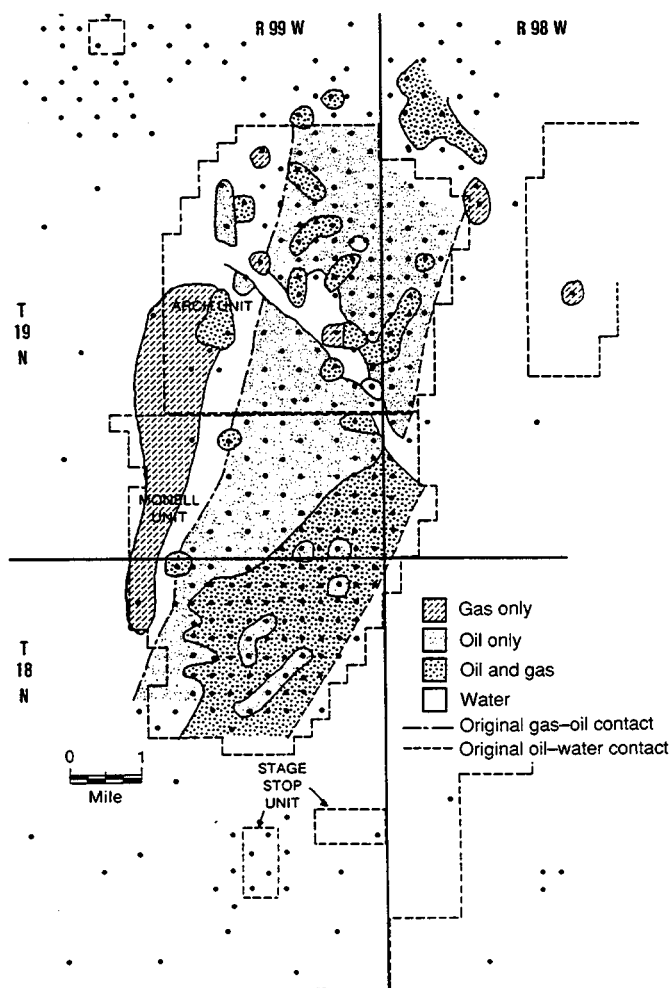 R 99 W
R 98 W
T
19
N
ARCH UNIT
MONELL
UNIT
T
18
N
Gas only
Oil only
Oil and gas
Water
Original gas–oil contact
Original oil–water contact
0 1
Mile
STAGE
STOP
UNIT